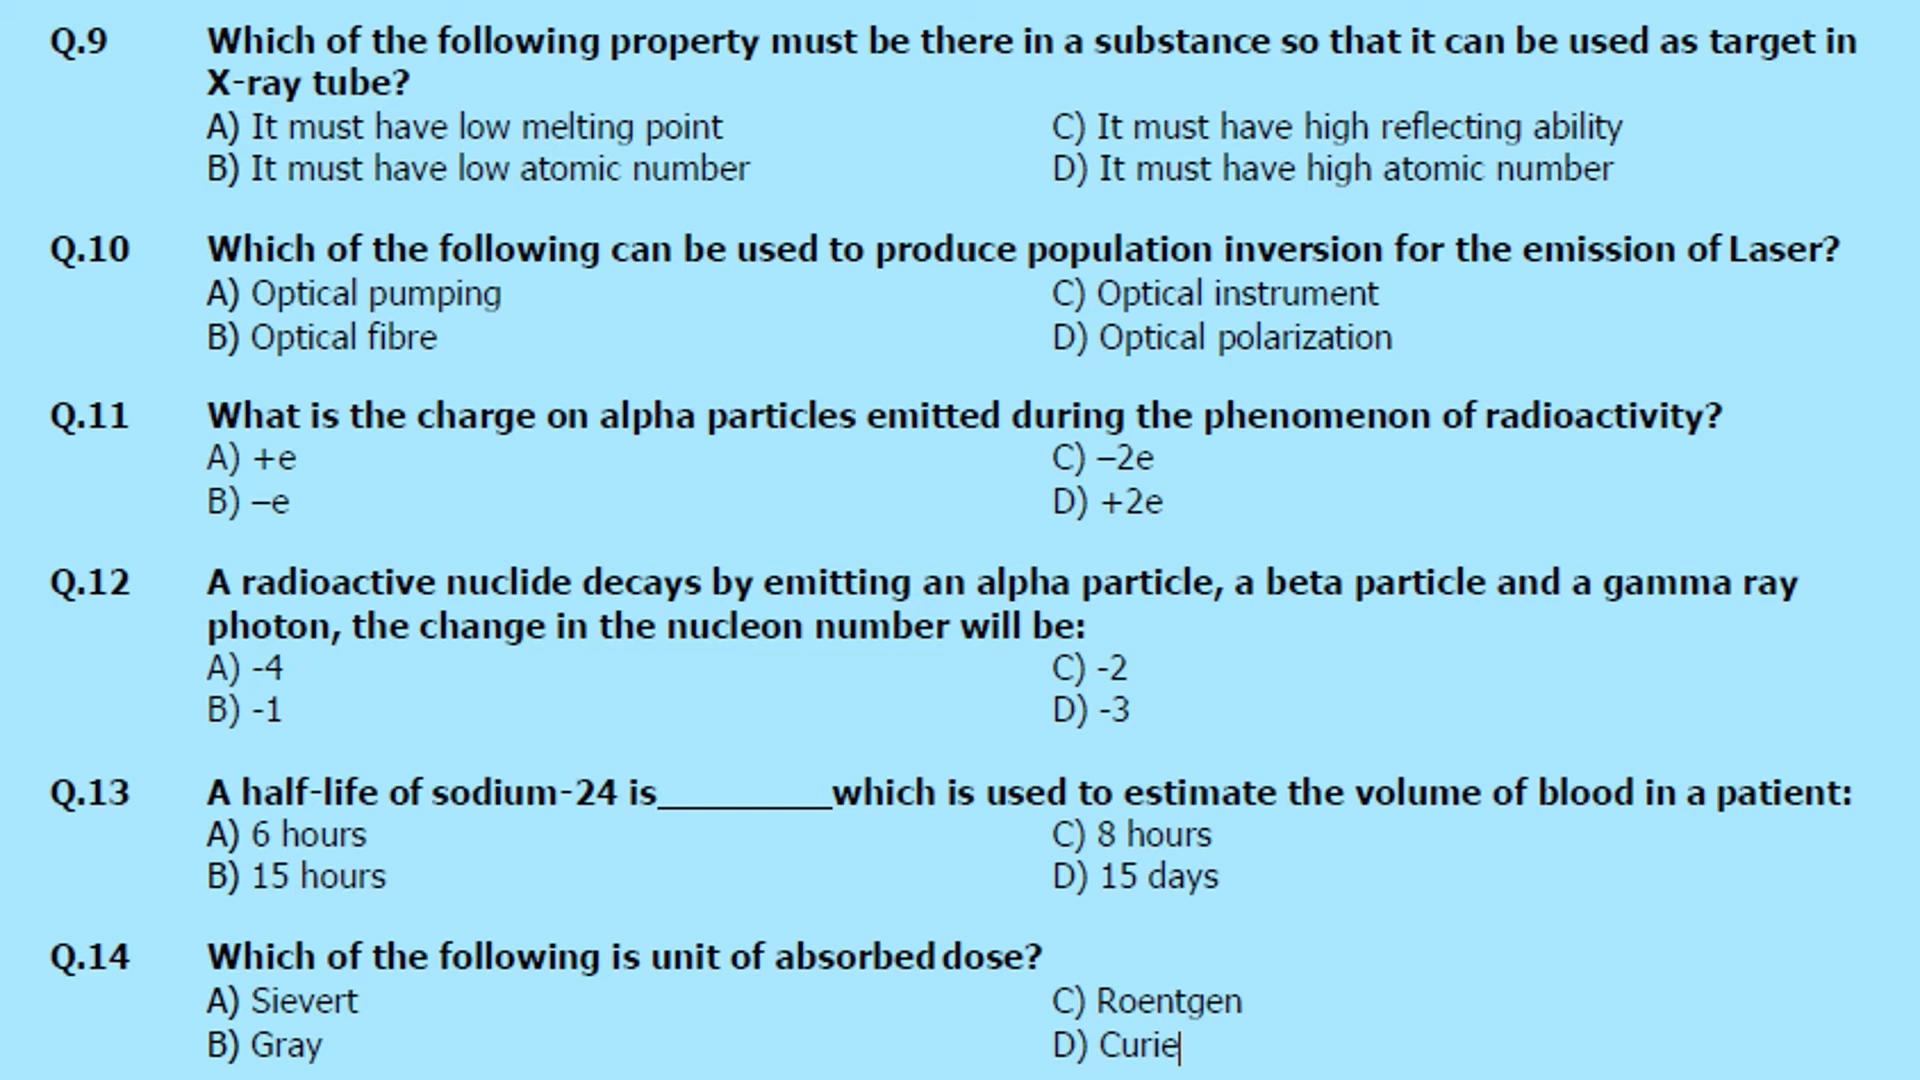 Q.9 Which of the following property must be there in a substance so that it can be used as target in
X-ray tube?
A) It must have low melting point C) It must have high reflecting ability
B) It must have low atomic number D) It must have high atomic number
Q.10 Which of the following can be used to produce population inversion for the emission of Laser?
A) Optical pumping C) Optical instrument
B) Optical fibre D) Optical polarization
Q.11 What is the charge on alpha particles emitted during the phenomenon of radioactivity?
A) +e C) –2e
B) –e D) +2e
Q.12 A radioactive nuclide decays by emitting an alpha particle, a beta particle and a gamma ray
photon, the change in the nucleon number will be:
A) -4 C) -2
B) -1 D) -3
Q.13 A half-life of sodium-24 is________which is used to estimate the volume of blood in a patient:
A) 6 hours C) 8 hours
B) 15 hours D) 15 days
Q.14 Which of the following is unit of absorbed dose?
A) Sievert C) Roentgen
B) Gray D) Curie